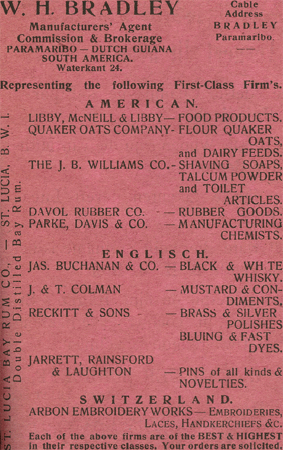 W. H. BRADLEY
Manufacturers' Agent
Commission & Brokerage
PARAMARIBO — DUTCH GUIANA
SOUTH AMERICA.
Waterkant 24.
Cable
Address
BRADLEY
Paramaribo.
Representing the following First-Class Firm's.
AMERICAN.
LIBBY, McNEILL & LIBBY — FOOD PRODUCTS.
QUAKER OATS COMPANY - FLOUR QUAKER
OATS,
and DAIRY FEEDS.
THE J. B. WILLIAMS CO. - SHAVING SOAPS,
TALCUM POWDER
and TOILET
ARTICLES.
DAVOL RUBBER CO. - — RUBBER GOODS.
PARKE, DAVIS & CO. — MANUFACTURING
CHEMISTS.
ENGLISCH.
JAS. BUCHANAN & CO. — BLACK & WHITE
WHISKY.
J. & T. COLMAN — MUSTARD & CON-
DIMENTS,
RECKITT & SONS - — BRASS & SILVER
POLISHES
BLUING & FAST
DYES.
JARRETT, RAINSFORD
& LAUGHTON — PINS of all kinds &
NOVELTIES.
SWITZERLAND.
ARBON EMBROIDERY WORKS — EMBROIDERIES,
LACES, HANDKERCHIEFS &c.
Each of the above firms are of the BEST & HIGHEST
in their respective classes. Your orders are solicited.
ST. LUCIA BAY RUM CO., — ST. LUCIA, B. W. I.
Double Distilled Bay Rum.